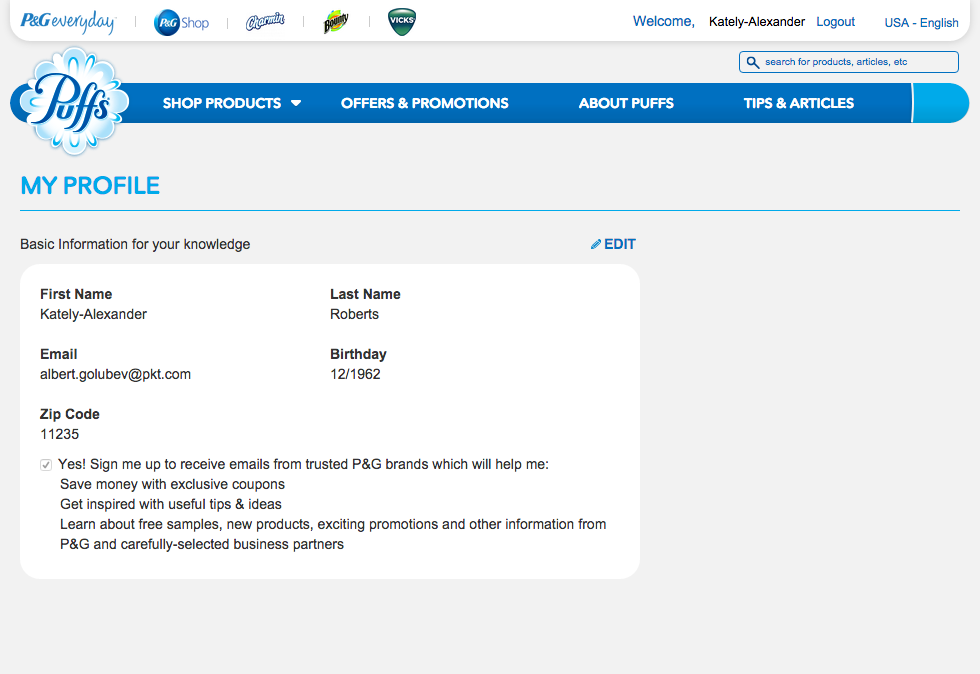 P&G everyday P&G Shop Charmin Bounty VICKS Welcome, Kately-Alexander Logout USA - English
search for products, articles, etc
Puffs SHOP PRODUCTS OFFERS & PROMOTIONS ABOUT PUFFS TIPS & ARTICLES
MY PROFILE
Basic Information for your knowledge EDIT
First Name Last Name
Kately-Alexander Roberts
Email Birthday
albert.golubev@pkt.com 12/1962
Zip Code
11235
Yes! Sign me up to receive emails from trusted P&G brands which will help me:
Save money with exclusive coupons
Get inspired with useful tips & ideas
Learn about free samples, new products, exciting promotions and other information from
P&G and carefully-selected business partners